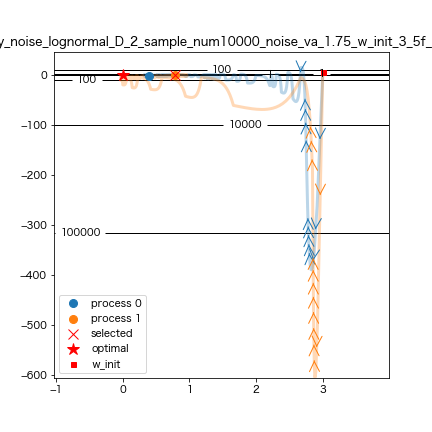 y_noise_lognormal_D_2_sample_num10000_noise_va_1.75_w_init_3_5f_
0
100
100
100
−100
10000
−200
−300
100000
−400
−500
−600
process 0
process 1
selected
optimal
w_init
−1
0
1
2
3